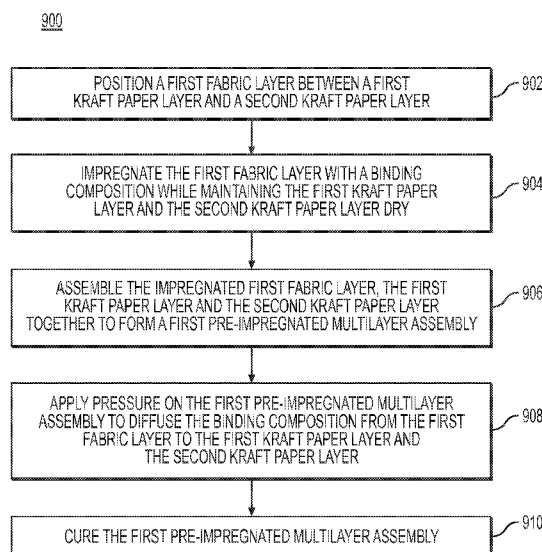 900
POSITION A FIRST FABRIC LAYER BETWEEN A FIRST
KRAFT PAPER LAYER AND A SECOND KRAFT PAPER LAYER
902
IMPREGNATE THE FIRST FABRIC LAYER WITH A BINDING
COMPOSITION WHILE MAINTAINING THE FIRST KRAFT PAPER
LAYER AND THE SECOND KRAFT PAPER LAYER DRY
904
ASSEMBLE THE IMPREGNATED FIRST FABRIC LAYER, THE FIRST
KRAFT PAPER LAYER AND THE SECOND KRAFT PAPER LAYER
TOGETHER TO FORM A FIRST PRE-IMPREGNATED MULTILAYER ASSEMBLY
906
APPLY PRESSURE ON THE FIRST PRE-IMPREGNATED MULTILAYER
ASSEMBLY TO DIFFUSE THE BINDING COMPOSITION FROM THE FIRST
FABRIC LAYER TO THE FIRST KRAFT PAPER LAYER AND
THE SECOND KRAFT PAPER LAYER
908
CURE THE FIRST PRE-IMPREGNATED MULTILAYER ASSEMBLY
910